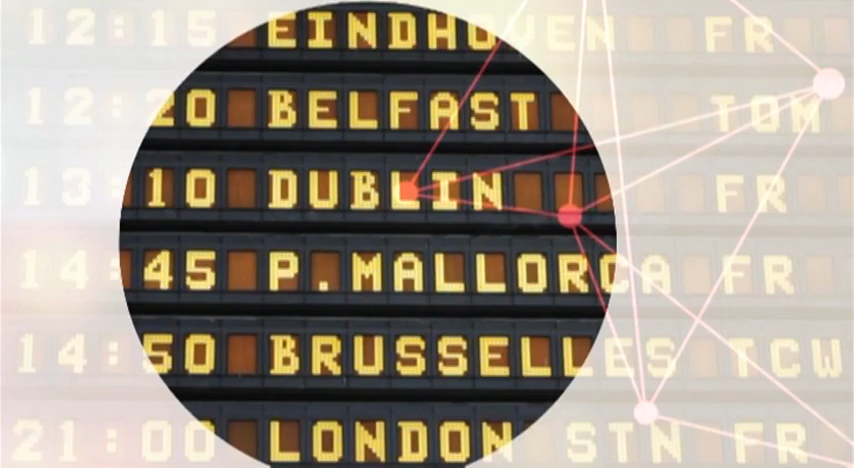 12:15 EINDHOVEN FR
12:20 BELFAST TOM
13:10 DUBLIN FR
14:45 P.MALLORCA FR
14:50 BRUSSELLES TCW
21:00 LONDON STN FR